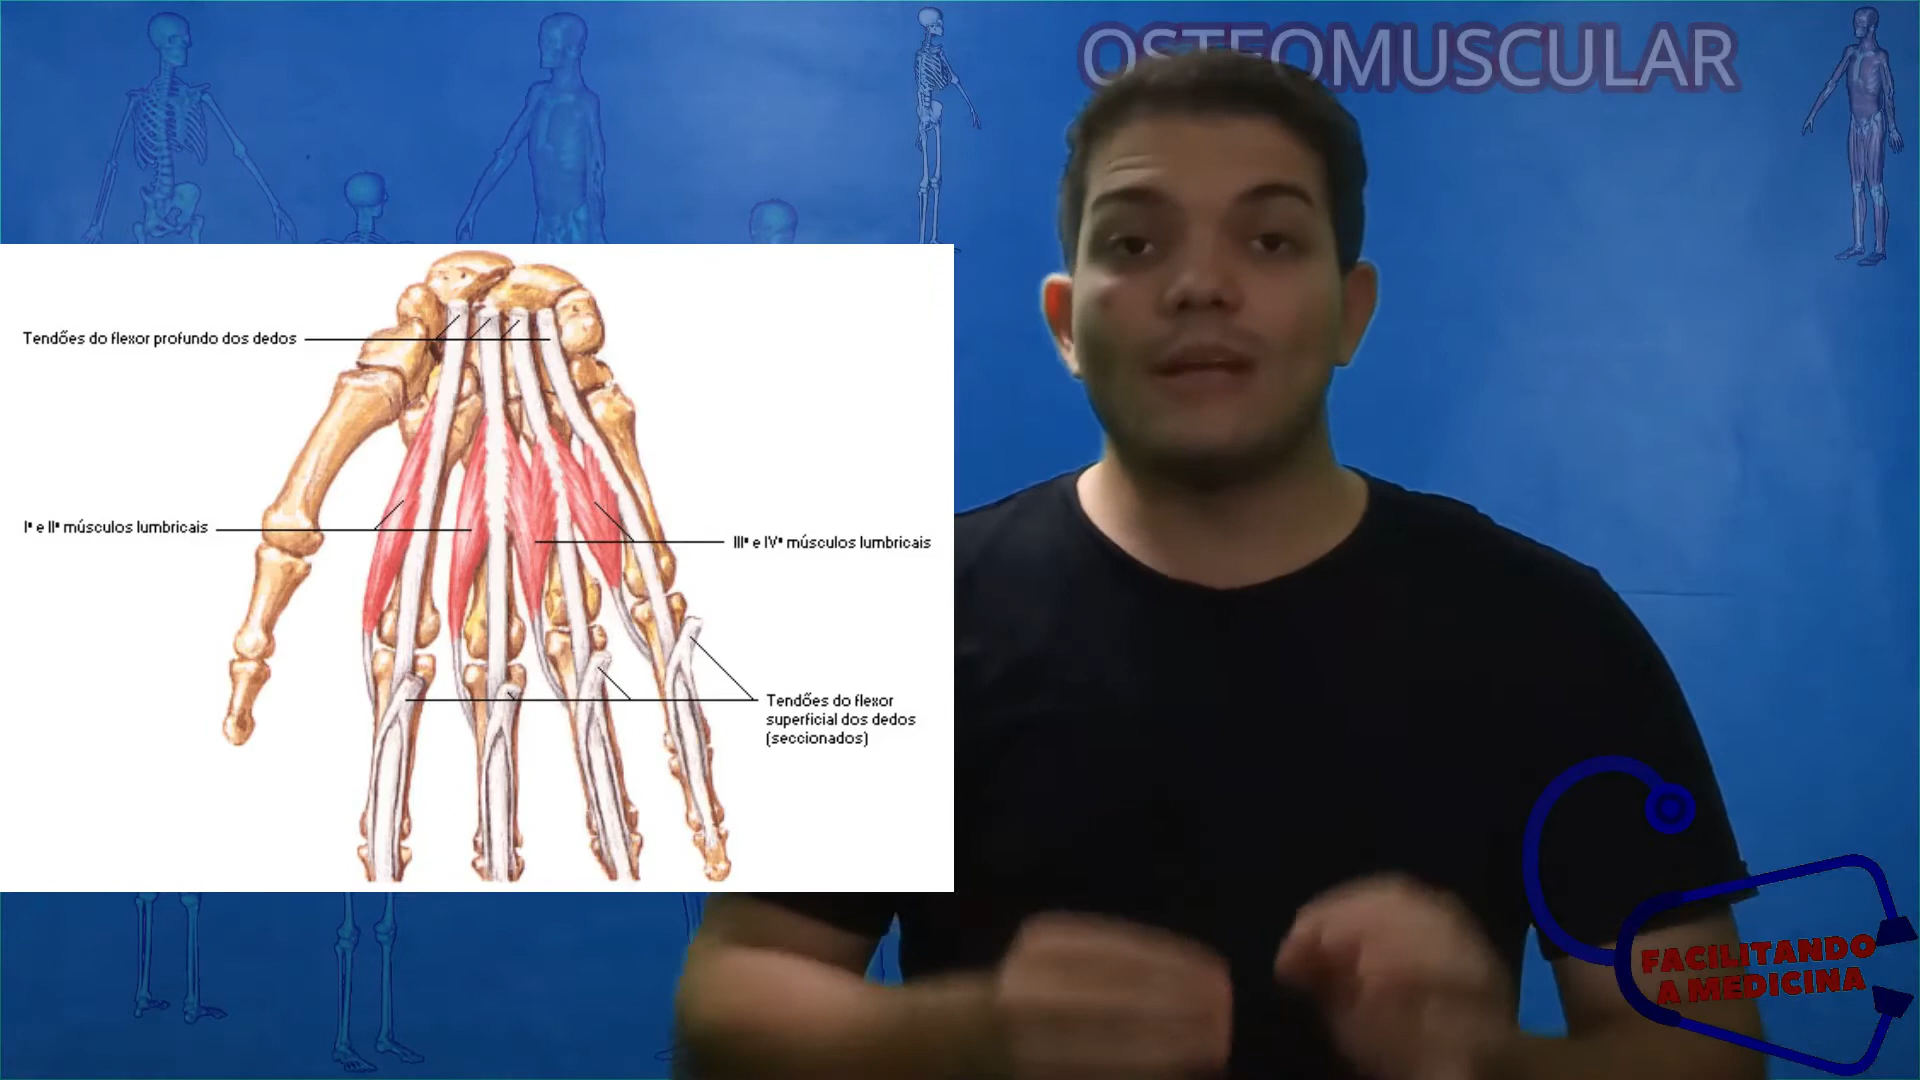 OSTEOMUSCULAR
Tendões do flexor profundo dos dedos
Iº e IIº músculos lumbricais
IIIº e IVº músculos lumbricais
Tendões do flexor
superficial dos dedos
(seccionados)
FACILITANDO
A MEDICINA